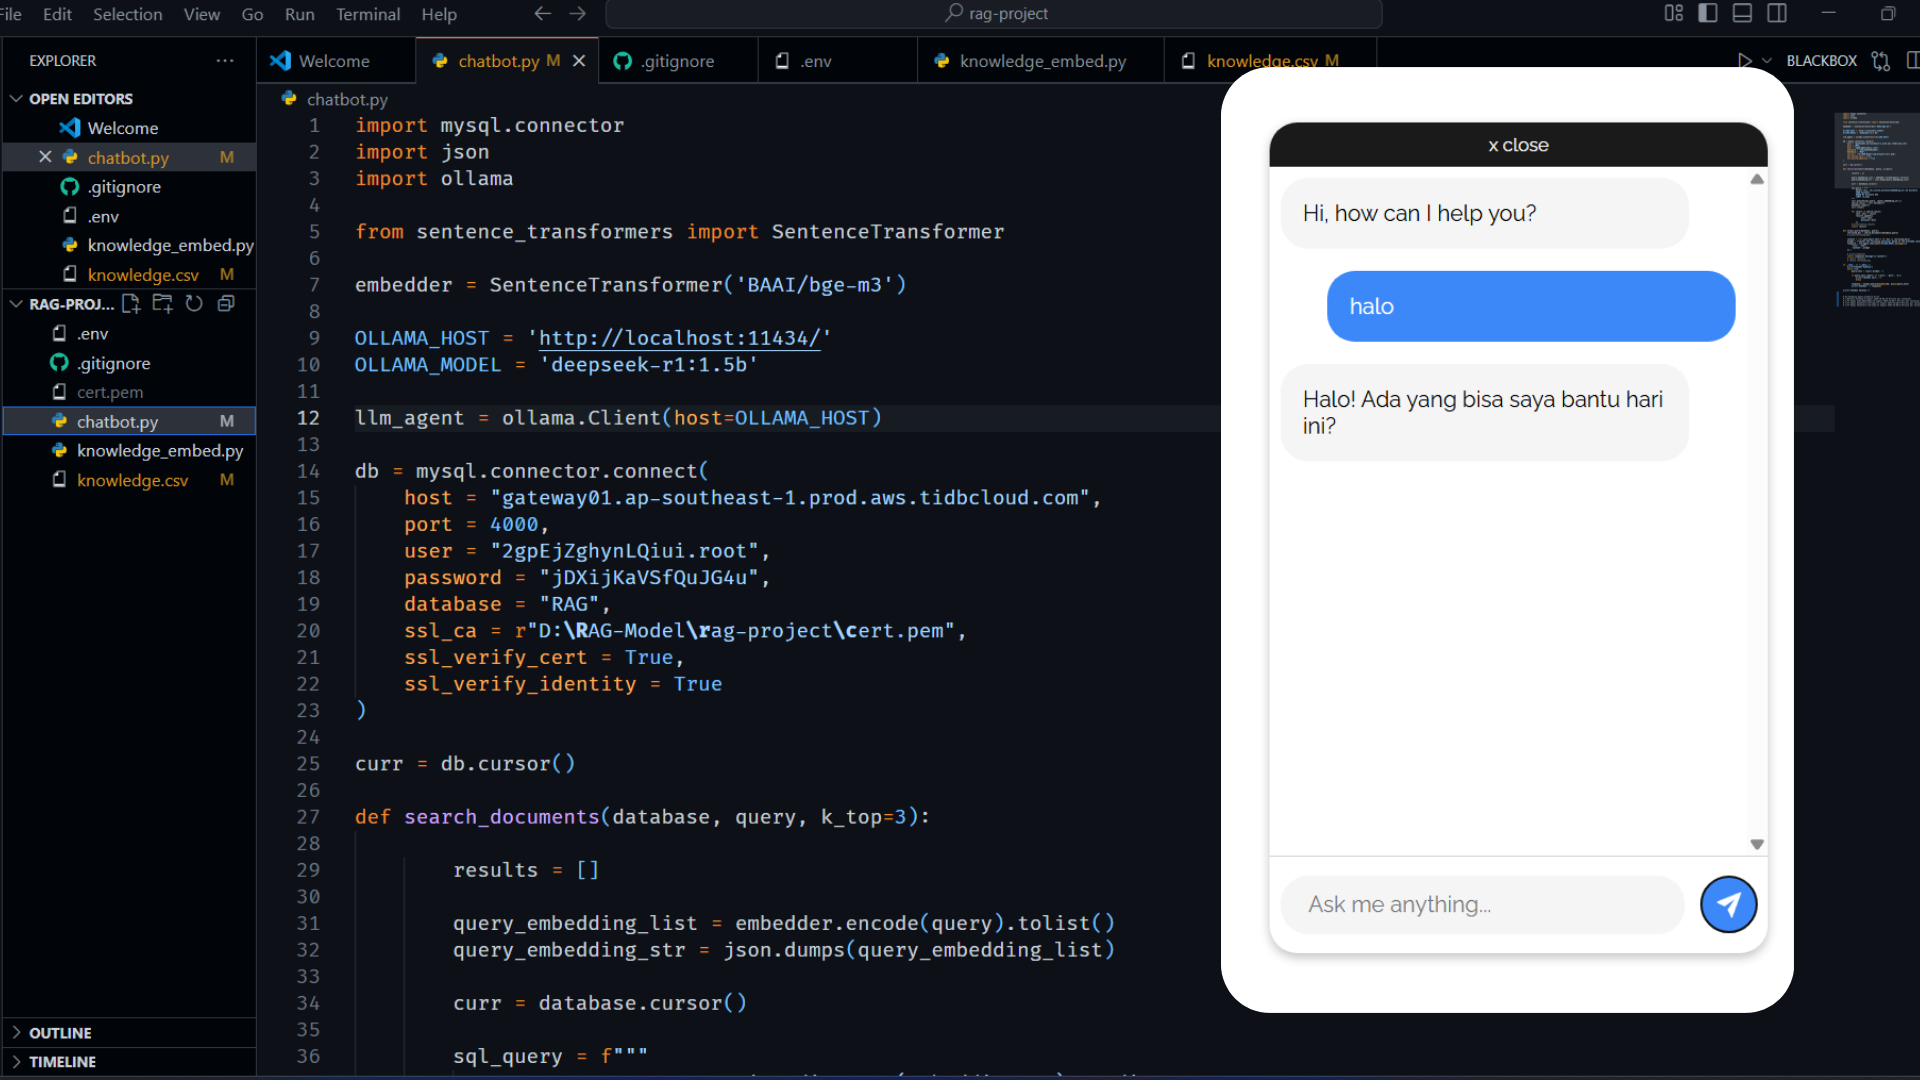 File Edit Selection View Go Run Terminal Help
rag-project
EXPLORER
Welcome
chatbot.py M
.gitignore
.env
knowledge_embed.py
knowledge.csv M
BLACKBOX
OPEN EDITORS
Welcome
chatbot.py M
.gitignore
.env
knowledge_embed.py
knowledge.csv M
RAG-PROJ...
.env
.gitignore
cert.pem
chatbot.py M
knowledge_embed.py
knowledge.csv M
OUTLINE
TIMELINE
chatbot.py
1 import mysql.connector
2 import json
3 import ollama
4
5 from sentence_transformers import SentenceTransformer
6
7 embedder = SentenceTransformer('BAAI/bge-m3')
8
9 OLLAMA_HOST = 'http://localhost:11434/'
10 OLLAMA_MODEL = 'deepseek-r1:1.5b'
11
12 llm_agent = ollama.Client(host=OLLAMA_HOST)
13
14 db = mysql.connector.connect(
15 host = "gateway01.ap-southeast-1.prod.aws.tidbcloud.com",
16 port = 4000,
17 user = "2gpEjZghynLQiui.root",
18 password = "jDXijKaVSfQuJG4u",
19 database = "RAG",
20 ssl_ca = r"D:\RAG-Model\rag-project\cert.pem",
21 ssl_verify_cert = True,
22 ssl_verify_identity = True
23 )
24
25 curr = db.cursor()
26
27 def search_documents(database, query, k_top=3):
28
29 results = []
30
31 query_embedding_list = embedder.encode(query).tolist()
32 query_embedding_str = json.dumps(query_embedding_list)
33
34 curr = database.cursor()
35
36 sql_query = f"""
x close
Hi, how can I help you?
halo
Halo! Ada yang bisa saya bantu hari
ini?
Ask me anything...